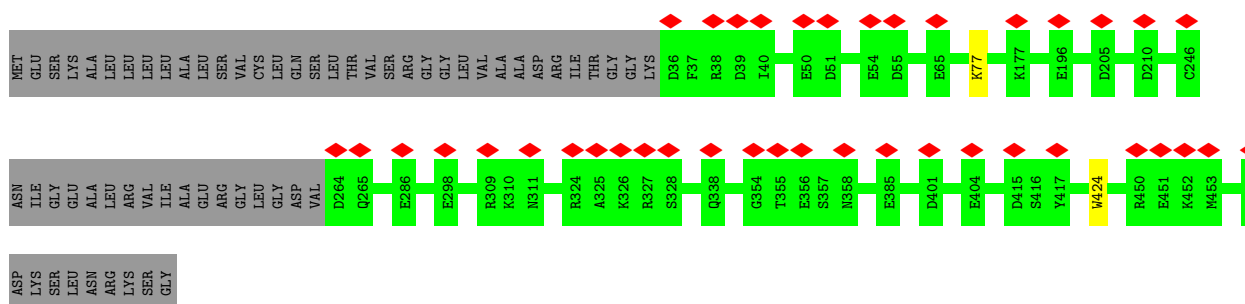 MET GLU SER LYS ALA LEU LEU LEU LEU ALA LEU SER VAL CYS LEU GLN SER LEU THR VAL SER ARG GLY GLY LEU VAL ALA ALA ASP ARG ILE THR GLY GLY LYS D36 F37 R38 D39 I40 E50 D51 E54 D55 E65 K77 K177 E196 D205 D210 C246
ASN ILE GLY GLU ALA LEU ARG VAL ILE ALA GLU ARG GLY LEU GLY ASP VAL D264 Q265 E286 E298 R309 K310 N311 R324 A325 K326 R327 S328 Q338 G354 T355 E356 S357 N358 E385 D401 E404 D415 S416 Y417 W424 R450 E451 K452 M453
ASP LYS SER LEU ASN ARG LYS SER GLY